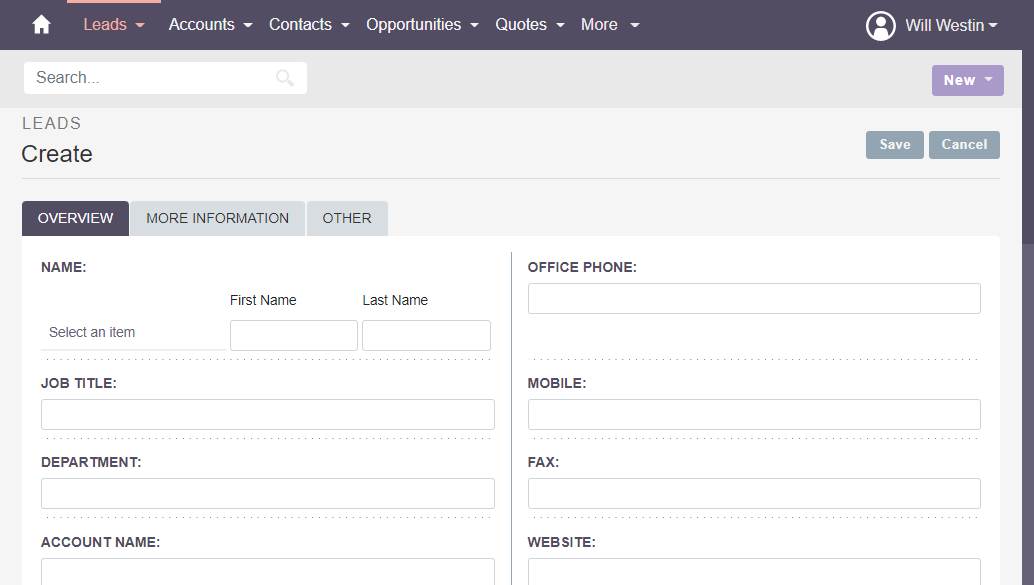 Leads Accounts Contacts Opportunities Quotes More Will Westin
Search...
New
LEADS
Create
Save Cancel
OVERVIEW MORE INFORMATION OTHER
NAME:
First Name Last Name
Select an item
OFFICE PHONE:
JOB TITLE:
MOBILE:
DEPARTMENT:
FAX:
ACCOUNT NAME:
WEBSITE: